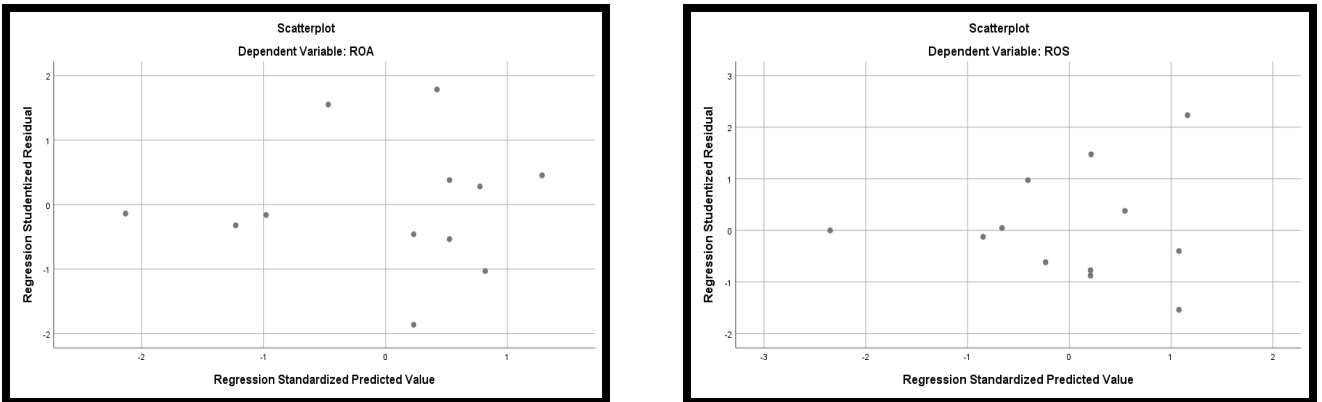 Scatterplot
Dependent Variable: ROA
Regression Studentized Residual
2
1
0
-1
-2
-2
-1
0
1
Regression Standardized Predicted Value
Scatterplot
Dependent Variable: ROS
Regression Studentized Residual
3
2
1
0
-1
-2
-3
-2
-1
0
1
2
Regression Standardized Predicted Value